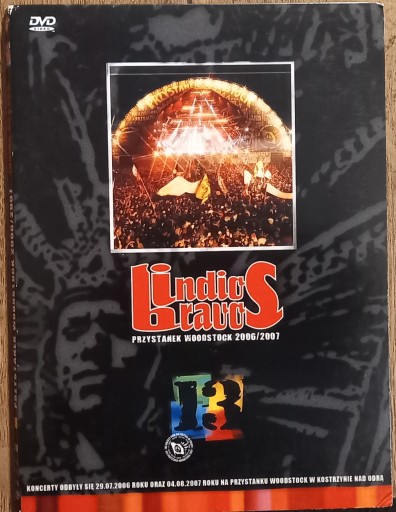 DVD
VIDEO
Indios
bravos
PRZYSTANEK WOODSTOCK 2006/2007
13
KONCERTY ODBYŁY SIĘ 29.07.2006 ROKU ORAZ 04.08.2007 ROKU NA PRZYSTANKU WOODSTOCK W KOSTRZYNIE NAD ODRĄ